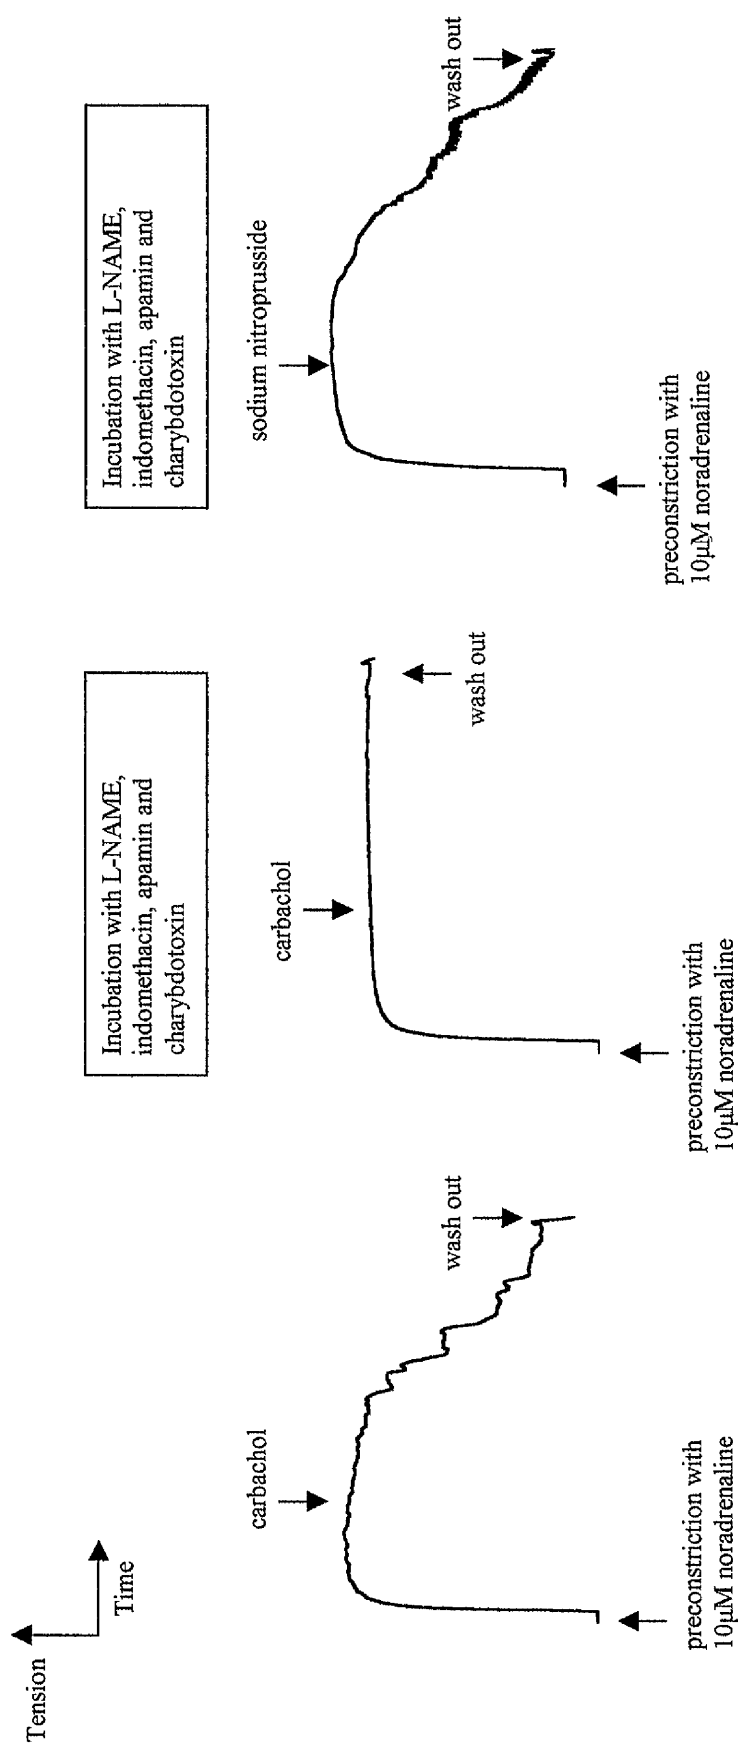 Tension
Time
carbachol
wash out
preconstriction with
10µM noradrenaline
Incubation with L-NAME,
indomethacin, apamin and
charybdotoxin
carbachol
wash out
preconstriction with
10µM noradrenaline
Incubation with L-NAME,
indomethacin, apamin and
charybdotoxin
sodium nitroprusside
wash out
preconstriction with
10µM noradrenaline